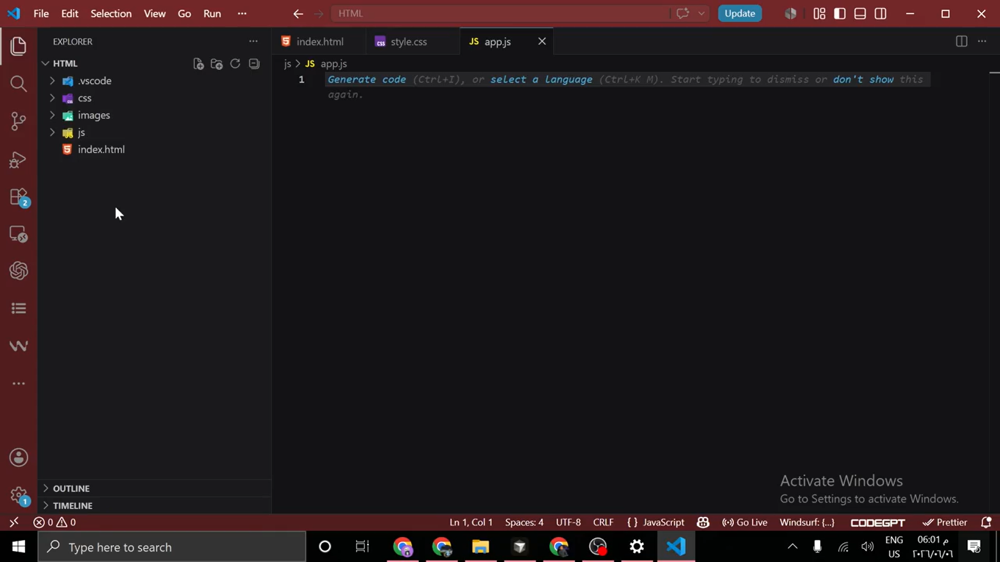 File Edit Selection View Go Run ···
HTML
Update
EXPLORER
index.html
style.css
JS app.js
HTML
js > JS app.js
.vscode
css
images
js
index.html
1 Generate code (Ctrl+I), or select a language (Ctrl+K M). Start typing to dismiss or don't show this
again.
2
Activate Windows
Go to Settings to activate Windows.
OUTLINE
TIMELINE
1
0 0
Ln 1, Col 1 Spaces: 4 UTF-8 CRLF { } JavaScript Go Live Windsurf: {...} CODEGPT Prettier
Type here to search
ENG
US
06:01 م
٢٠٢٦/٠٦/٠٦